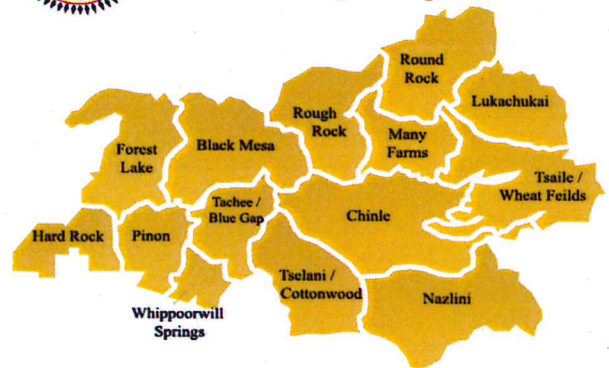 Round
Rock
Lukachukai
Rough
Rock
Many
Farms
Forest
Lake
Black Mesa
Tsaile /
Wheat Feilds
Tachee /
Blue Gap
Chinle
Hard Rock
Pinon
Tselani /
Cottonwood
Nazlini
Whippoorwill
Springs